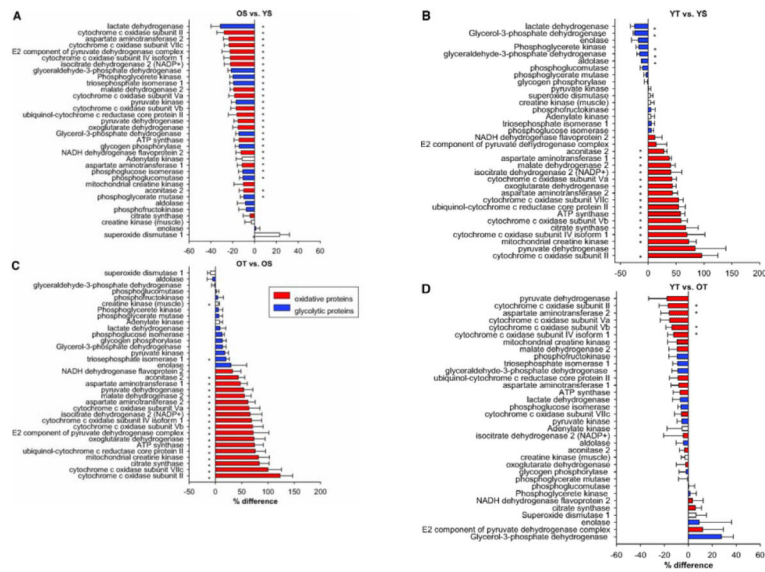 A
OS vs. YS
lactate dehydrogenase
cytochrome c oxidase subunit II
aspartate aminotransferase 2
cytochrome c oxidase subunit VIIc
E2 component of pyruvate dehydrogenase complex
cytochrome c oxidase subunit IV isoform 1
isocitrate dehydrogenase 2 (NADP+)
glyceraldehyde-3-phosphate dehydrogenase
Phosphoglycerete kinase
triosephosphate isomerase 1
malate dehydrogenase 2
cytochrome c oxidase subunit Va
pyruvate kinase
cytochrome c oxidase subunit Vb
ubiquinol-cytochrome c reductase core protein II
pyruvate dehydrogenase
oxoglutarate dehydrogenase
Glycerol-3-phosphate dehydrogenase
ATP synthase
glycogen phosphorylase
NADH dehydrogenase flavoprotein 2
Adenylate kinase
aspartate aminotransferase 1
phosphoglucose isomerase
phosphoglucomutase
mitochondrial creatine kinase
aconitase 2
phosphoglycerate mutase
aldolase
phosphofructokinase
citrate synthase
creatine kinase (muscle)
enolase
superoxide dismutase 1
-60 -40 -20 0 20 40 60
B
YT vs. YS
lactate dehydrogenase
Glycerol-3-phosphate dehydrogenase
enolase
Phosphoglycerete kinase
glyceraldehyde-3-phosphate dehydrogenase
aldolase
phosphoglucomutase
phosphoglycerate mutase
glycogen phosphorylase
pyruvate kinase
superoxide dismutase
creatine kinase (muscle)
phosphofructokinase
Adenylate kinase
triosephosphate isomerase 1
phosphoglucose isomerase
NADH dehydrogenase flavoprotein 2
E2 component of pyruvate dehydrogenase complex
aconitase 2
aspartate aminotransferase 1
malate dehydrogenase 2
isocitrate dehydrogenase 2 (NADP+)
cytochrome c oxidase subunit Va
oxoglutarate dehydrogenase
aspartate aminotransferase 2
cytochrome c oxidase subunit VIIc
ubiquinol-cytochrome c reductase core protein II
ATP synthase
cytochrome c oxidase subunit Vb
citrate synthase
cytochrome c oxidase subunit IV isoform 1
mitochondrial creatine kinase
pyruvate dehydrogenase
cytochrome c oxidase subunit II
-50 0 50 100 150 200
C
OT vs. OS
superoxide dismutase 1
aldolase
glyceraldehyde-3-phosphate dehydrogenase
phosphoglucomutase
phosphofructokinase
creatine kinase (muscle)
Phosphoglycerete kinase
phosphoglycerate mutase
Adenylate kinase
lactate dehydrogenase
phosphoglucose isomerase
glycogen phosphorylase
Glycerol-3-phosphate dehydrogenase
pyruvate kinase
triosephosphate isomerase 1
enolase
NADH dehydrogenase flavoprotein 2
aconitase 2
aspartate aminotransferase 1
pyruvate dehydrogenase
malate dehydrogenase 2
aspartate aminotransferase 2
cytochrome c oxidase subunit Va
isocitrate dehydrogenase 2 (NADP+)
cytochrome c oxidase subunit IV isoform 1
cytochrome c oxidase subunit Vb
E2 component of pyruvate dehydrogenase complex
oxoglutarate dehydrogenase
ATP synthase
ubiquinol-cytochrome c reductase core protein II
mitochondrial creatine kinase
citrate synthase
cytochrome c oxidase subunit VIIc
cytochrome c oxidase subunit II
-50 0 50 100 150 200
% difference
oxidative proteins
glycolytic proteins
D
YT vs. OT
pyruvate dehydrogenase
cytochrome c oxidase subunit II
aspartate aminotransferase 2
cytochrome c oxidase subunit Va
cytochrome c oxidase subunit Vb
cytochrome c oxidase subunit IV isoform 1
mitochondrial creatine kinase
malate dehydrogenase 2
phosphofructokinase
triosephosphate isomerase 1
glyceraldehyde-3-phosphate dehydrogenase
ubiquinol-cytochrome c reductase core protein II
aspartate aminotransferase 1
ATP synthase
lactate dehydrogenase
phosphoglucose isomerase
cytochrome c oxidase subunit VIIc
pyruvate kinase
Adenylate kinase
isocitrate dehydrogenase 2 (NADP+)
aldolase
aconitase 2
creatine kinase (muscle)
oxoglutarate dehydrogenase
glycogen phosphorylase
phosphoglycerate mutase
phosphoglucomutase
Phosphoglycerete kinase
NADH dehydrogenase flavoprotein 2
citrate synthase
Superoxide dismutase 1
enolase
E2 component of pyruvate dehydrogenase complex
Glycerol-3-phosphate dehydrogenase
-60 -40 -20 0 20 40 60
% difference